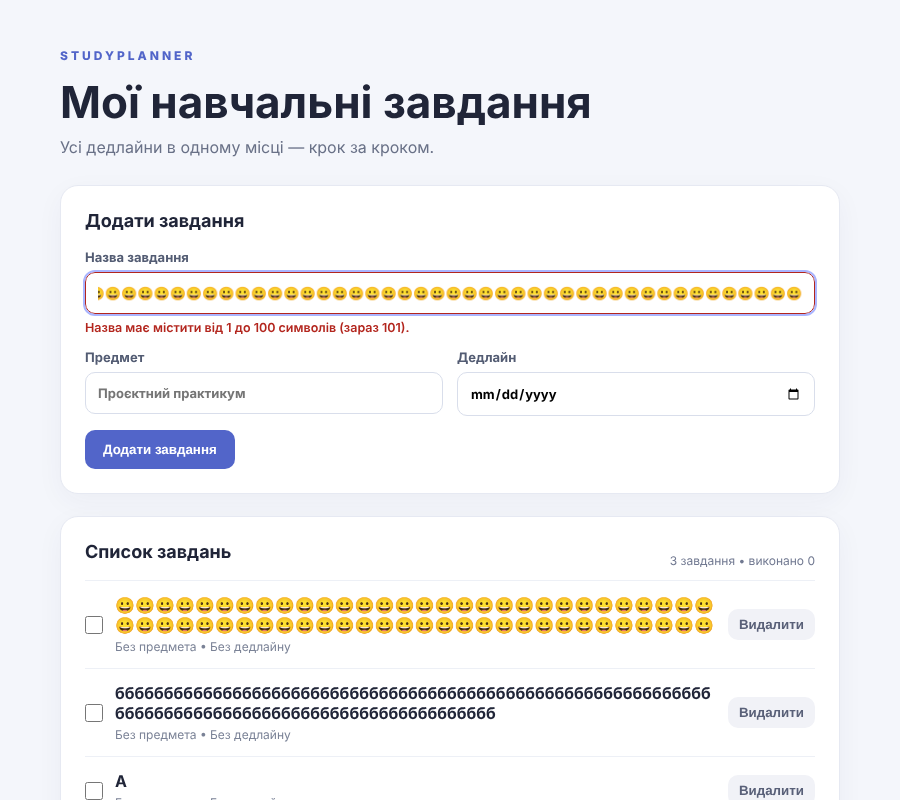 STUDYPLANNER
Мої навчальні завдання
Усі дедлайни в одному місці — крок за кроком.
Додати завдання
Назва завдання
😀😀😀😀😀😀😀😀😀😀😀😀😀😀😀😀😀😀😀😀😀😀😀😀😀😀😀😀😀😀😀😀😀😀😀😀😀😀😀😀😀😀😀
Назва має містити від 1 до 100 символів (зараз 101).
Предмет
Дедлайн
Проєктний практикум
mm/dd/yyyy
Додати завдання
Список завдань
3 завдання • виконано 0
😀😀😀😀😀😀😀😀😀😀😀😀😀😀😀😀😀😀😀😀😀😀😀😀😀😀😀😀😀😀
😀😀😀😀😀😀😀😀😀😀😀😀😀😀😀😀😀😀😀😀😀😀😀😀😀😀😀😀😀😀
Без предмета • Без дедлайну
Видалити
ббббббббббббббббббббббббббббббббббббббббббббббббббббббббббббб
ббббббббббббббббббббббббббббббббббббббб
Без предмета • Без дедлайну
Видалити
А
Видалити